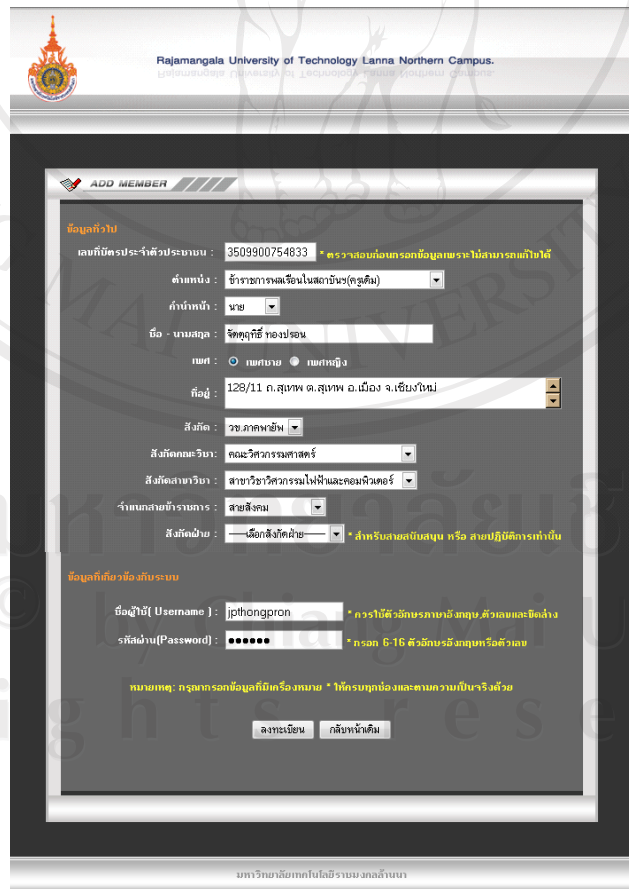 Rajamangala University of Technology Lanna Northern Campus.
ADD MEMBER
ข้อมูลทั่วไป
เลขที่บัตรประจำตัวประชาชน : 3509900754833 * ตรวจสอบก่อนกรอกข้อมูลเพราะไม่สามารถแก้ไขได้
ตำแหน่ง : ข้าราชการพลเรือนในสถาบันฯ(ครูเดิม)
คำนำหน้า : นาย
ชื่อ - นามสกุล : จัตตุฤทธิ์ ทองปรอน
เพศ : เพศชาย เพศหญิง
ที่อยู่ : 128/11 ถ.สุเทพ ต.สุเทพ อ.เมือง จ.เชียงใหม่
สังกัด : วข.ภาคพายัพ
สังกัดคณะวิชา: คณะวิศวกรรมศาสตร์
สังกัดสาขาวิชา : สาขาวิชาวิศวกรรมไฟฟ้าและคอมพิวเตอร์
จำแนกสายข้าราชการ : สายสังคม
สังกัดฝ่าย : -----เลือกสังกัดฝ่าย----- * สำหรับสายสนับสนุน หรือ สายปฏิบัติการเท่านั้น
ข้อมูลที่เกี่ยวข้องกับระบบ
ชื่อผู้ใช้( Username ) : jpthongpron * ควรใช้ตัวอักษรภาษาอังกฤษ,ตัวเลขและขีดล่าง
รหัสผ่าน(Password) : ●●●●●● * กรอก 6-16 ตัวอักษรอังกฤษหรือตัวเลข
หมายเหตุ: กรุณากรอกข้อมูลที่มีเครื่องหมาย * ให้ครบทุกช่องและตามความเป็นจริงด้วย
ลงทะเบียน กลับหน้าเดิม
มหาวิทยาลัยเทคโนโลยีราชมงคลล้านนา